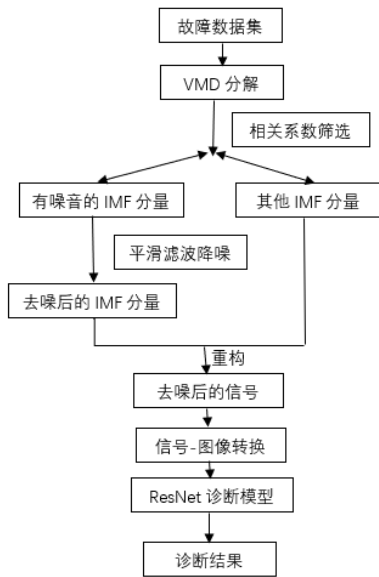 故障数据集
VMD 分解
相关系数筛选
有噪音的 IMF 分量
其他 IMF 分量
平滑滤波降噪
去噪后的 IMF 分量
重构
去噪后的信号
信号-图像转换
ResNet 诊断模型
诊断结果